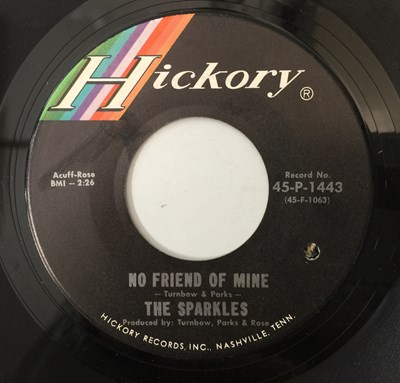 Hickory®
Acuff-Rose
BMI - 2:26
Record No.
45-P-1443
(45-F-1063)
NO FRIEND OF MINE
- Turnbow & Parks -
THE SPARKLES
Produced by: Turnbow, Parks & Rose
HICKORY RECORDS, INC., NASHVILLE, TENN.